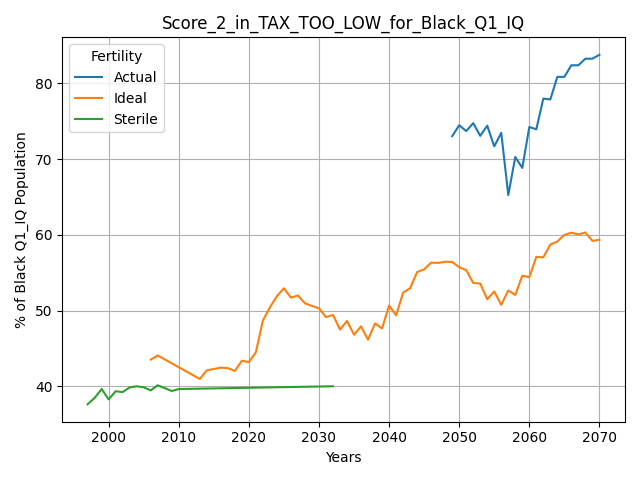 Score_2_in_TAX_TOO_LOW_for_Black_Q1_IQ
Fertility
Actual
Ideal
Sterile
% of Black Q1_IQ Population
80
70
60
50
40
2000 2010 2020 2030 2040 2050 2060 2070
Years